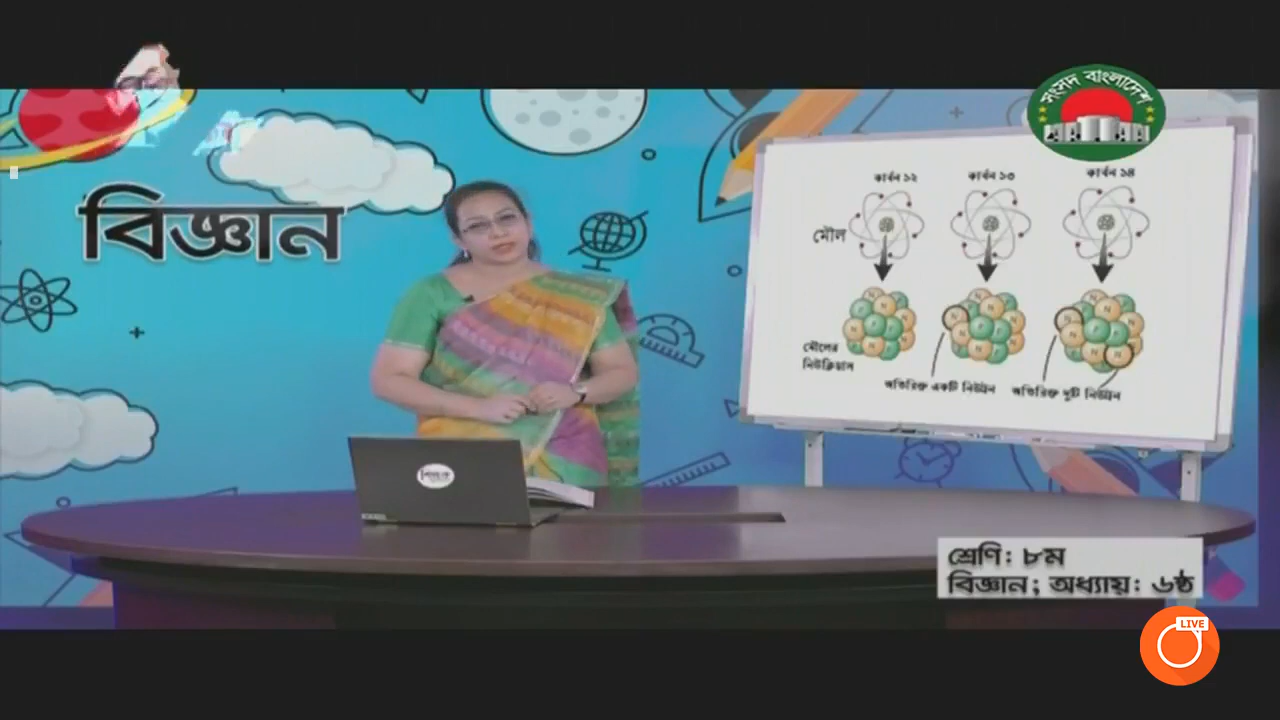 সংসদ বাংলাদেশ
বিজ্ঞান
কার্বন ১২
কার্বন ১৩
কার্বন ১৪
মৌল
মৌলের
নিউক্লিয়াস
অতিরিক্ত একটি নিউট্রন
অতিরিক্ত দুটি নিউট্রন
শ্রেণি: ৮ম
বিজ্ঞান; অধ্যায়: ৬ষ্ঠ
LIVE